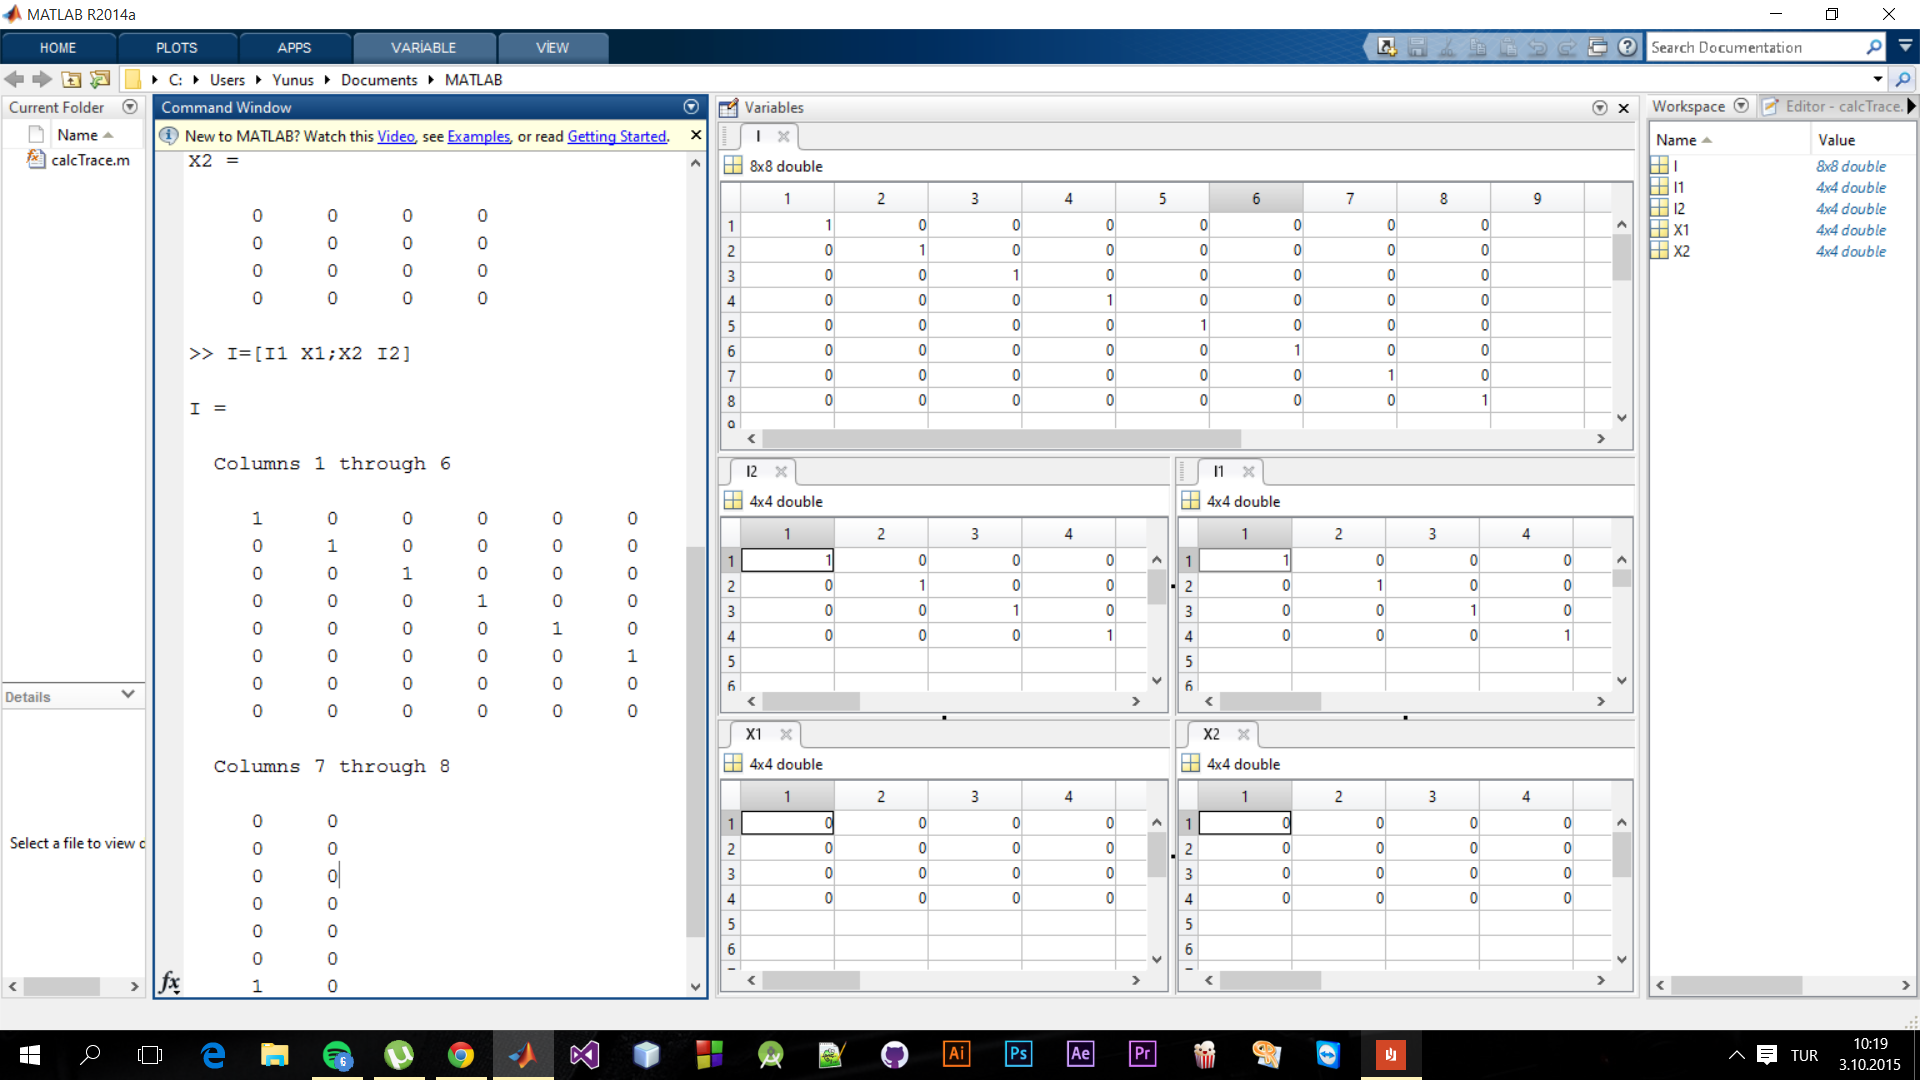 MATLAB R2014a
HOME PLOTS APPS VARİABLE VİEW
Search Documentation
C: Users Yunus Documents MATLAB
Current Folder
Name
calcTrace.m
Details
Select a file to view
Command Window
New to MATLAB? Watch this Video, see Examples, or read Getting Started.
X2 =
0 0 0 0
0 0 0 0
0 0 0 0
0 0 0 0
>> I=[I1 X1;X2 I2]
I =
Columns 1 through 6
1 0 0 0 0 0
0 1 0 0 0 0
0 0 1 0 0 0
0 0 0 1 0 0
0 0 0 0 1 0
0 0 0 0 0 1
0 0 0 0 0 0
0 0 0 0 0 0
Columns 7 through 8
0 0
0 0
0 0
0 0
0 0
0 0
1 0
fx
Variables
I
8x8 double
1 2 3 4 5 6 7 8 9
1 1 0 0 0 0 0 0 0
2 0 1 0 0 0 0 0 0
3 0 0 1 0 0 0 0 0
4 0 0 0 1 0 0 0 0
5 0 0 0 0 1 0 0 0
6 0 0 0 0 0 1 0 0
7 0 0 0 0 0 0 1 0
8 0 0 0 0 0 0 0 1
9
I2
4x4 double
1 2 3 4
1 1 0 0 0
2 0 1 0 0
3 0 0 1 0
4 0 0 0 1
5
6
I1
4x4 double
1 2 3 4
1 1 0 0 0
2 0 1 0 0
3 0 0 1 0
4 0 0 0 1
5
6
X1
4x4 double
1 2 3 4
1 0 0 0 0
2 0 0 0 0
3 0 0 0 0
4 0 0 0 0
5
6
X2
4x4 double
1 2 3 4
1 0 0 0 0
2 0 0 0 0
3 0 0 0 0
4 0 0 0 0
5
6
Workspace
Editor - calcTrace.
Name Value
I 8x8 double
I1 4x4 double
I2 4x4 double
X1 4x4 double
X2 4x4 double
6
Ai Ps Ae Pr
TUR
10:19
3.10.2015